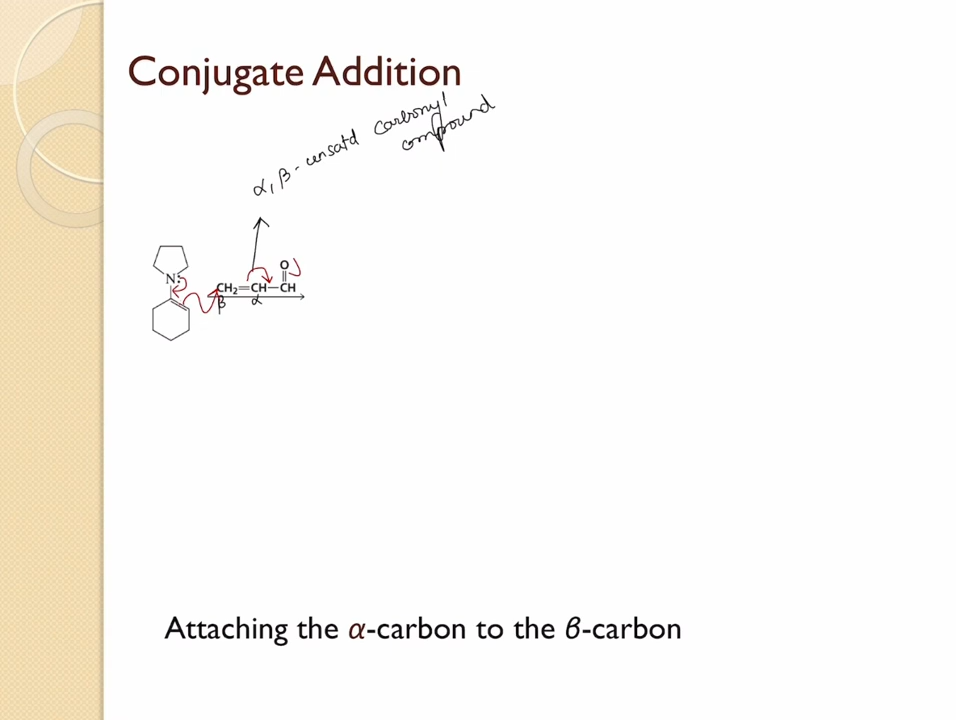 Conjugate Addition
α, β-unsatd carbonyl
compound
O
N:
CH₂=CH—CH
β α
Attaching the α-carbon to the β-carbon